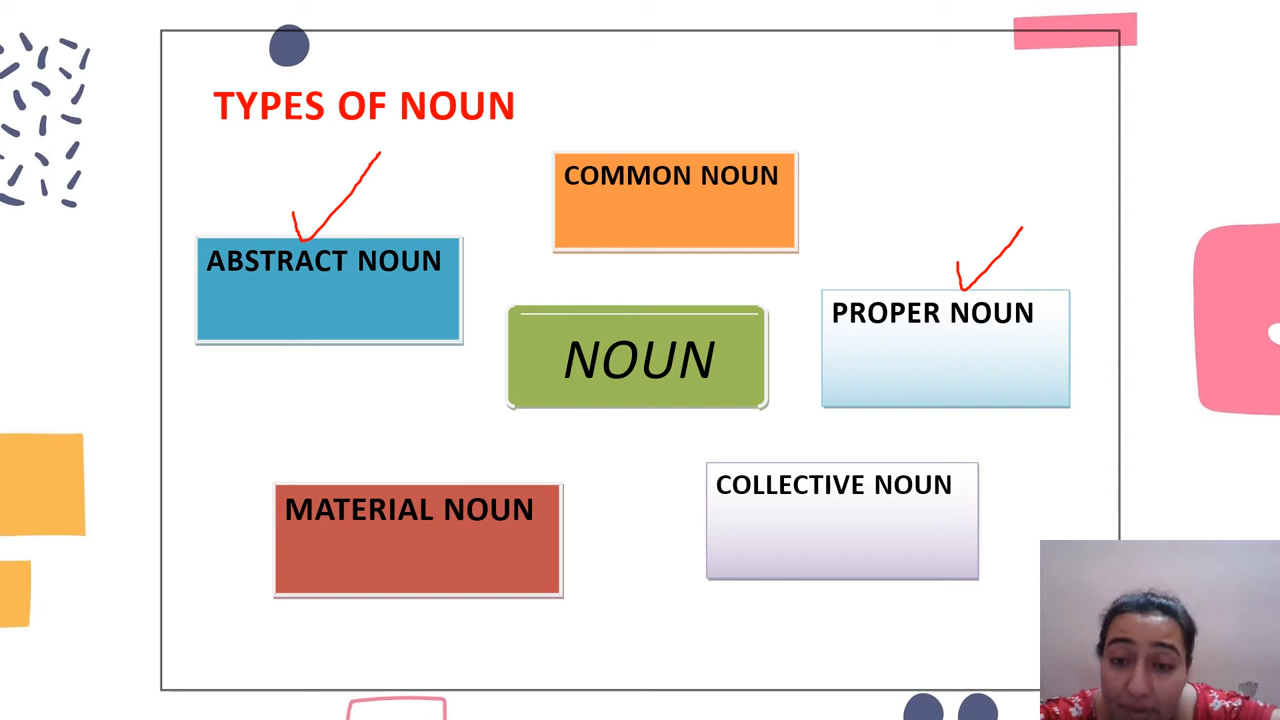 TYPES OF NOUN
COMMON NOUN
ABSTRACT NOUN
PROPER NOUN
NOUN
COLLECTIVE NOUN
MATERIAL NOUN